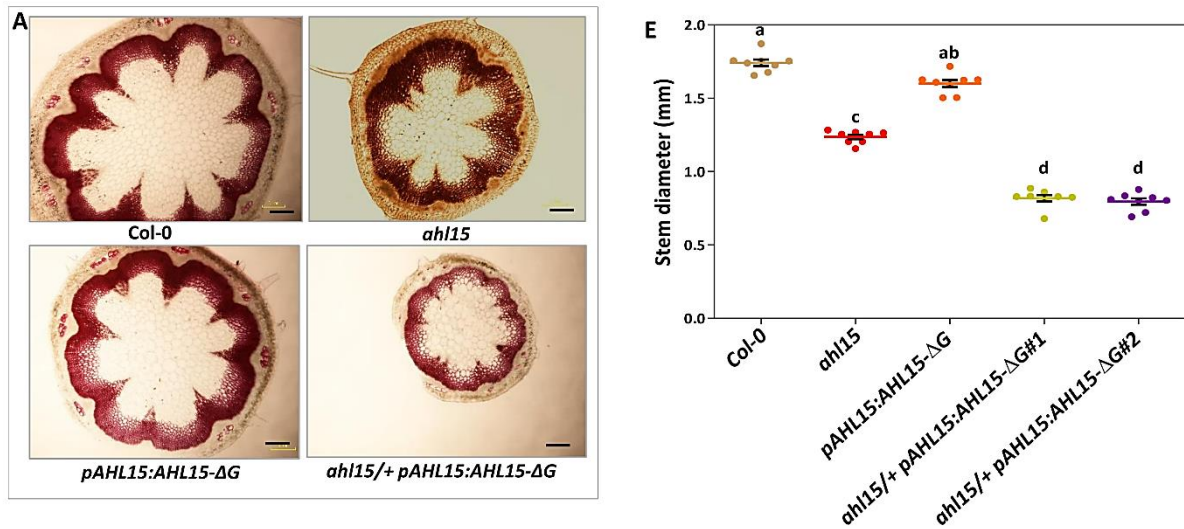 A
Col-0
ahl15
pAHL15:AHL15-ΔG
ahl15/+ pAHL15:AHL15-ΔG
E
Stem diameter (mm)
2.0
1.5
1.0
0.5
0.0
a
c
ab
d
d
Col-0
ahl15
pAHL15:AHL15-ΔG
ahl15/+ pAHL15:AHL15-ΔG#1
ahl15/+ pAHL15:AHL15-ΔG#2